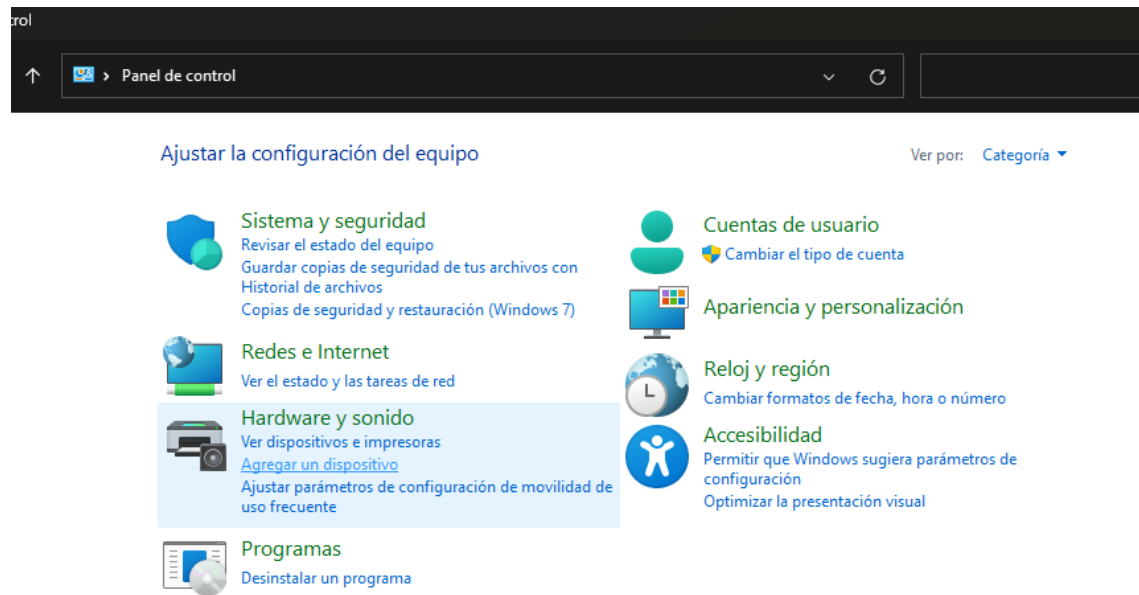 rol
Panel de control
Ajustar la configuración del equipo
Ver por: Categoría
Sistema y seguridad
Revisar el estado del equipo
Guardar copias de seguridad de tus archivos con
Historial de archivos
Copias de seguridad y restauración (Windows 7)
Redes e Internet
Ver el estado y las tareas de red
Hardware y sonido
Ver dispositivos e impresoras
Agregar un dispositivo
Ajustar parámetros de configuración de movilidad de
uso frecuente
Programas
Desinstalar un programa
Cuentas de usuario
Cambiar el tipo de cuenta
Apariencia y personalización
Reloj y región
Cambiar formatos de fecha, hora o número
Accesibilidad
Permitir que Windows sugiera parámetros de
configuración
Optimizar la presentación visual